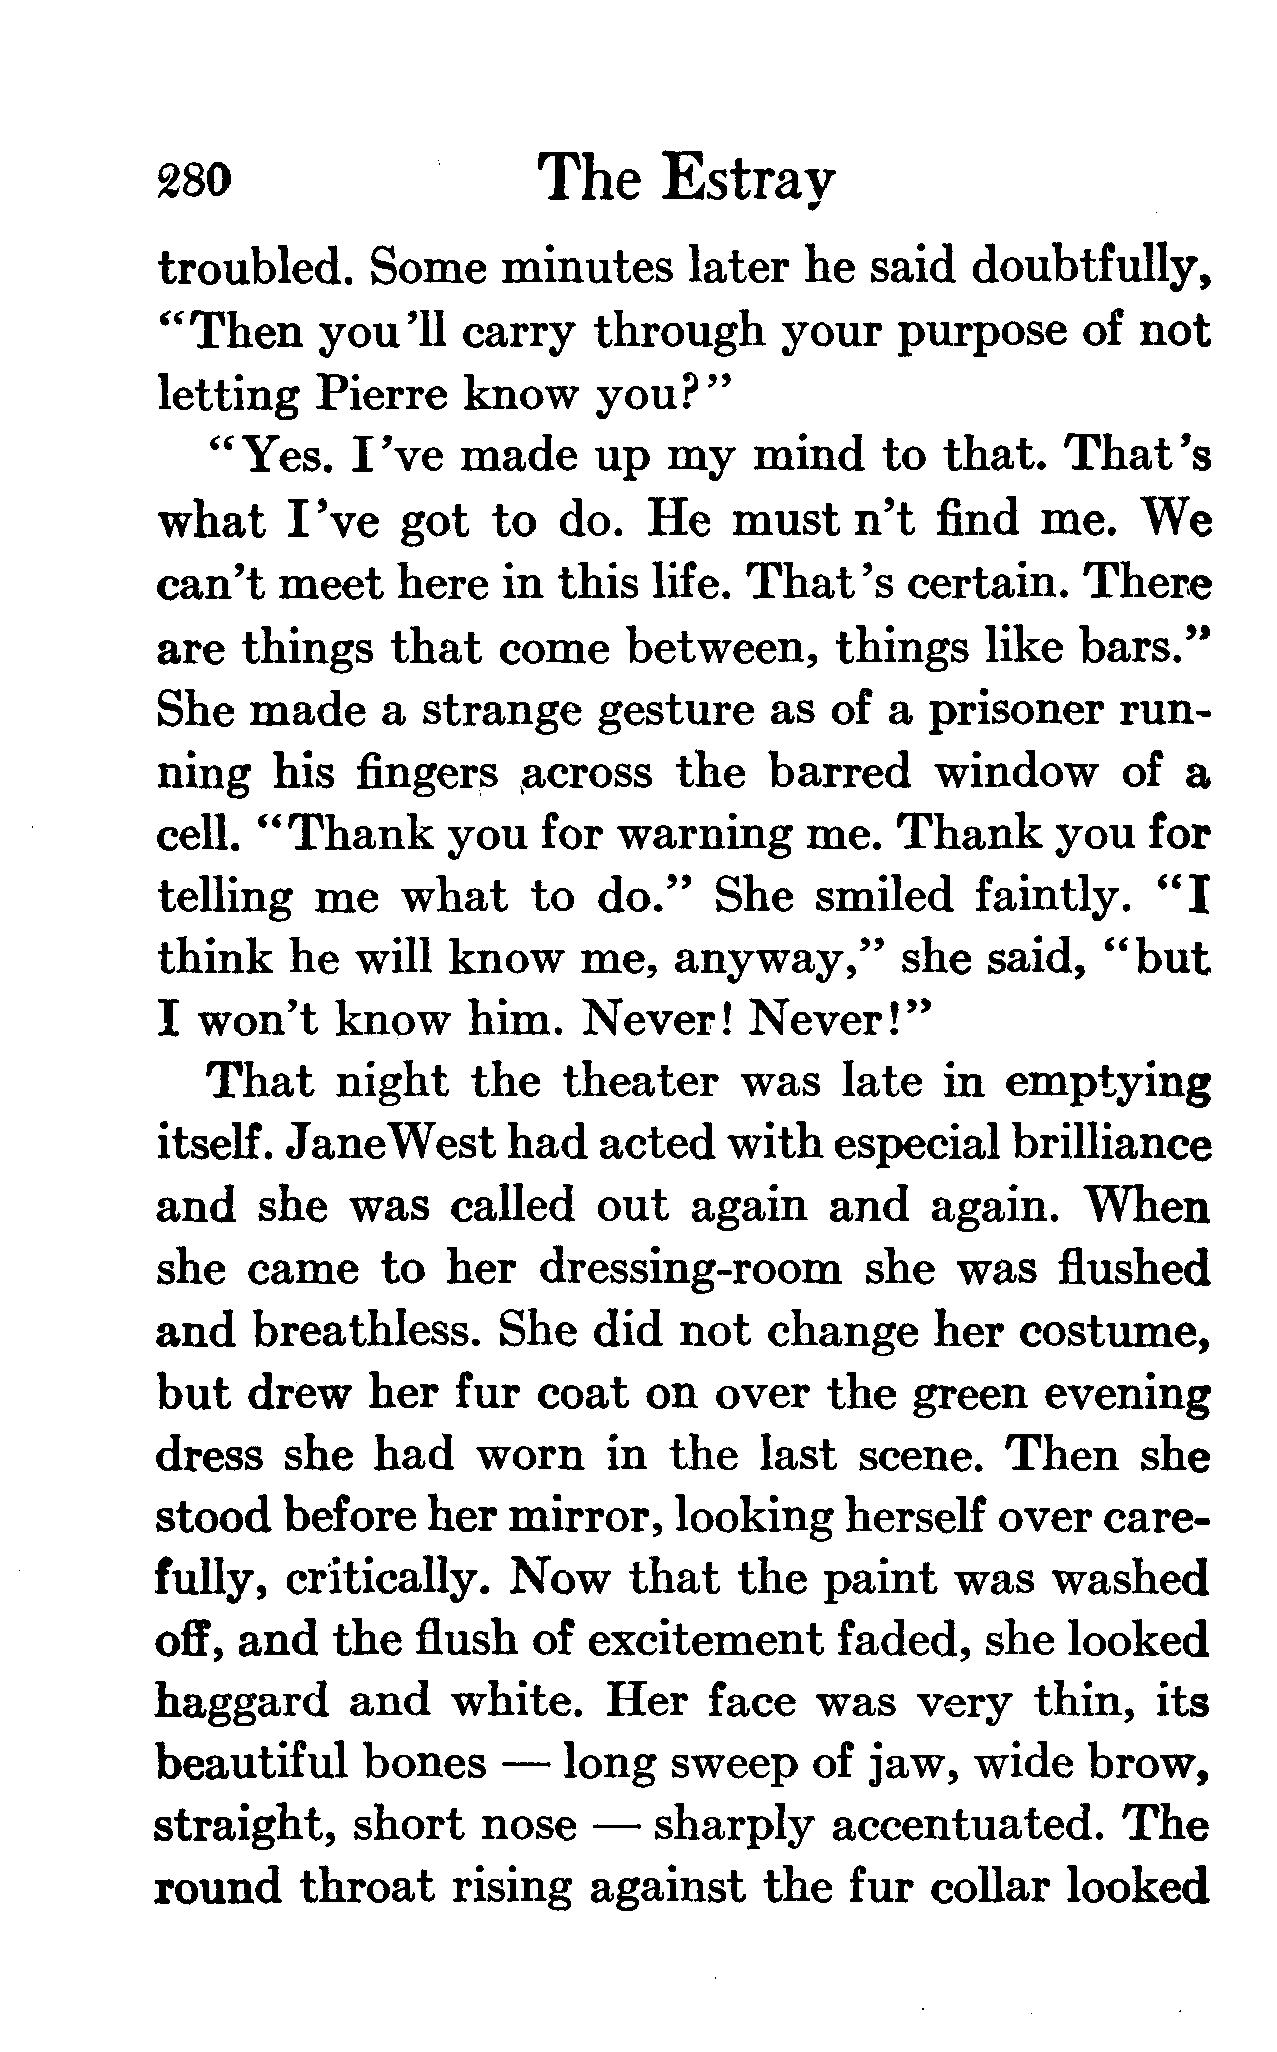 280 The Estray
troubled. Some minutes later he said doubtfully,
“Then you'll carry through your purpose of not
letting Pierre know you?”
“Yes. I've made up my mind to that. That's
what I've got to do. He must n't find me. We
can't meet here in this life. That's certain. There
are things that come between, things like bars.”
She made a strange gesture as of a prisoner run-
ning his fingers across the barred window of a
cell. “Thank you for warning me. Thank you for
telling me what to do.” She smiled faintly. “I
think he will know me, anyway,” she said, “but
I won't know him. Never! Never!”
That night the theater was late in emptying
itself. Jane West had acted with especial brilliance
and she was called out again and again. When
she came to her dressing-room she was flushed
and breathless. She did not change her costume,
but drew her fur coat on over the green evening
dress she had worn in the last scene. Then she
stood before her mirror, looking herself over care-
fully, critically. Now that the paint was washed
off, and the flush of excitement faded, she looked
haggard and white. Her face was very thin, its
beautiful bones — long sweep of jaw, wide brow,
straight, short nose — sharply accentuated. The
round throat rising against the fur collar looked